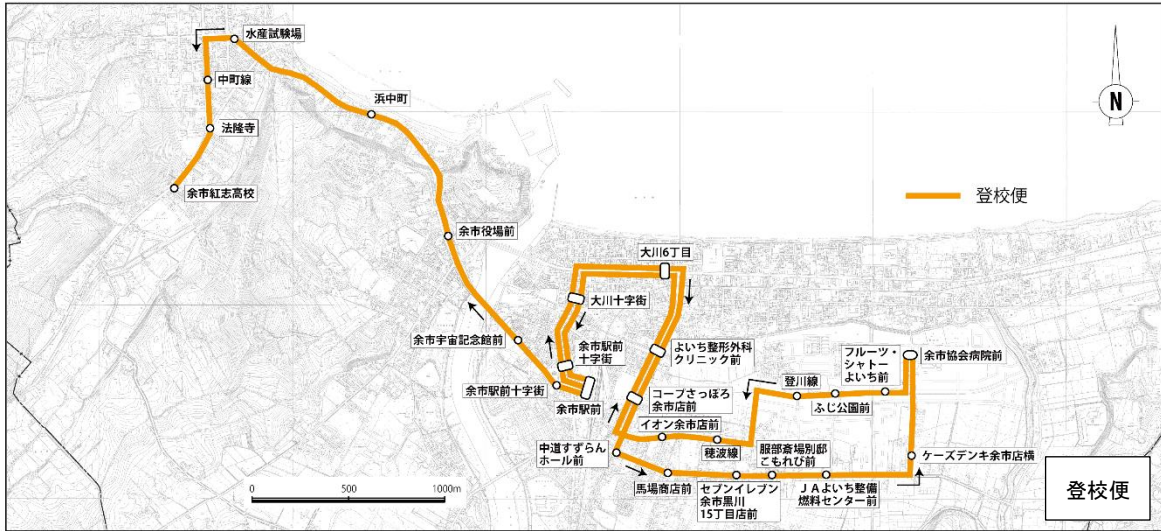 水産試験場
中町線
浜中町
法隆寺
余市紅志高校
N
登校便
余市役場前
大川6丁目
大川十字街
余市宇宙記念館前
余市駅前
十字街
よいち整形外科
クリニック前
フルーツ・
シャトー
よいち前
余市協会病院前
余市駅前十字街
余市駅前
コープさっぽろ
余市店前
登川線
ふじ公園前
イオン余市店前
中道すずらん
ホール前
穂波線
服部斎場別邸
こもれび前
ケーズデンキ余市店横
馬場商店前
セブンイレブン
余市黒川
15丁目店前
ＪＡよいち整備
燃料センター前
0
500
1000m
登校便